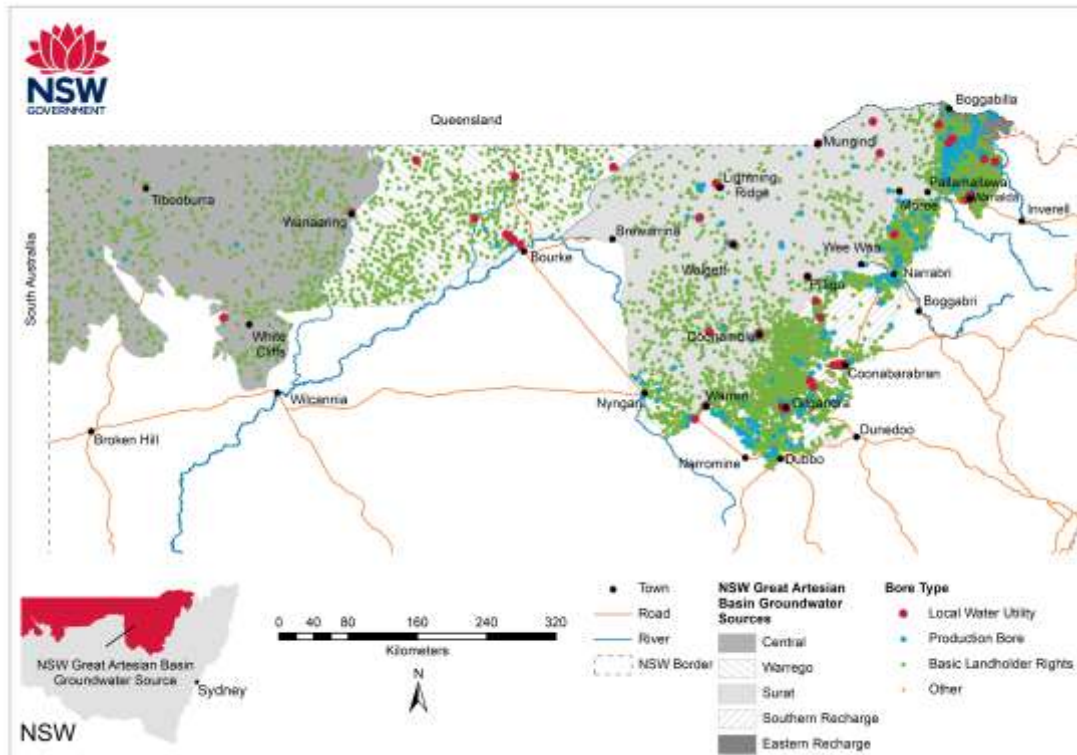 NSW
GOVERNMENT
Queensland
Boggabilla
Mungindi
Tibooburra
Lightning
Ridge
Pallamallawa
Warialda
Moree
Inverell
Wanaaring
Brewarrina
Wee Waa
Bourke
Walgett
Narrabri
Pilliga
Boggabri
South Australia
White
Cliffs
Coonamble
Coonabarabran
Wilcannia
Nyngan
Warren
Gilgandra
Dunedoo
Broken Hill
Narromine
Dubbo
NSW Great Artesian Basin
Groundwater Source
Sydney
NSW
0 20 40 60 80 160 240 320
Kilometers
N
Town
Road
River
NSW Border
NSW Great Artesian
Basin Groundwater
Sources
Central
Warrego
Surat
Southern Recharge
Eastern Recharge
Bore Type
Local Water Utility
Production Bore
Basic Landholder Rights
Other